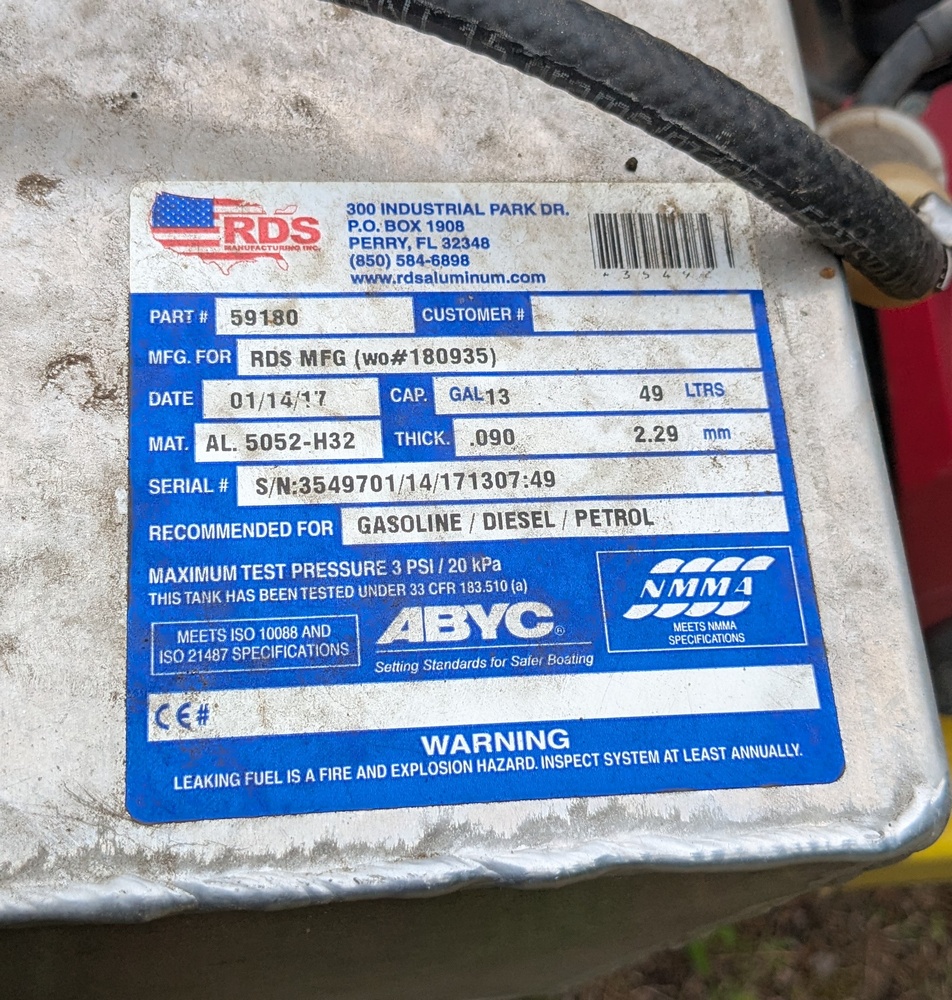 RDS
MANUFACTURING INC.
300 INDUSTRIAL PARK DR.
P.O. BOX 1908
PERRY, FL 32348
(850) 584-6898
www.rdsaluminum.com
PART # 59180 CUSTOMER #
MFG. FOR RDS MFG (wo#180935)
DATE 01/14/17 CAP. GAL 13 49 LTRS
MAT. AL. 5052-H32 THICK. .090 2.29 mm
SERIAL # S/N:3549701/14/171307:49
RECOMMENDED FOR GASOLINE / DIESEL / PETROL
MAXIMUM TEST PRESSURE 3 PSI / 20 kPa
THIS TANK HAS BEEN TESTED UNDER 33 CFR 183.510 (a)
MEETS ISO 10088 AND
ISO 21487 SPECIFICATIONS
ABYC®
Setting Standards for Safer Boating
NMMA
MEETS NMMA
SPECIFICATIONS
CE#
WARNING
LEAKING FUEL IS A FIRE AND EXPLOSION HAZARD. INSPECT SYSTEM AT LEAST ANNUALLY.